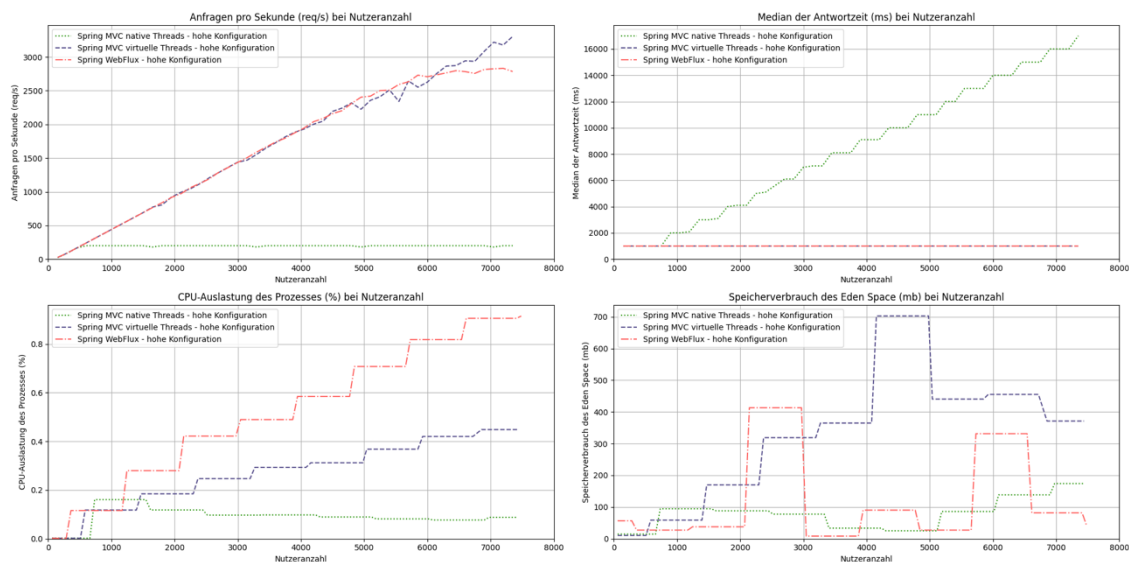 Anfragen pro Sekunde (req/s) bei Nutzeranzahl
Spring MVC native Threads - hohe Konfiguration
Spring MVC virtuelle Threads - hohe Konfiguration
Spring WebFlux - hohe Konfiguration
Anfragen pro Sekunde (req/s)
3000
2500
2000
1500
1000
500
0
0 1000 2000 3000 4000 5000 6000 7000 8000
Nutzeranzahl
Median der Antwortzeit (ms) bei Nutzeranzahl
Spring MVC native Threads - hohe Konfiguration
Spring MVC virtuelle Threads - hohe Konfiguration
Spring WebFlux - hohe Konfiguration
Median der Antwortzeit (ms)
16000
14000
12000
10000
8000
6000
4000
2000
0
0 1000 2000 3000 4000 5000 6000 7000 8000
Nutzeranzahl
CPU-Auslastung des Prozesses (%) bei Nutzeranzahl
Spring MVC native Threads - hohe Konfiguration
Spring MVC virtuelle Threads - hohe Konfiguration
Spring WebFlux - hohe Konfiguration
CPU-Auslastung des Prozesses (%)
0.8
0.6
0.4
0.2
0.0
0 1000 2000 3000 4000 5000 6000 7000 8000
Nutzeranzahl
Speicherverbrauch des Eden Space (mb) bei Nutzeranzahl
Spring MVC native Threads - hohe Konfiguration
Spring MVC virtuelle Threads - hohe Konfiguration
Spring WebFlux - hohe Konfiguration
Speicherverbrauch des Eden Space (mb)
700
600
500
400
300
200
100
0
0 1000 2000 3000 4000 5000 6000 7000 8000
Nutzeranzahl